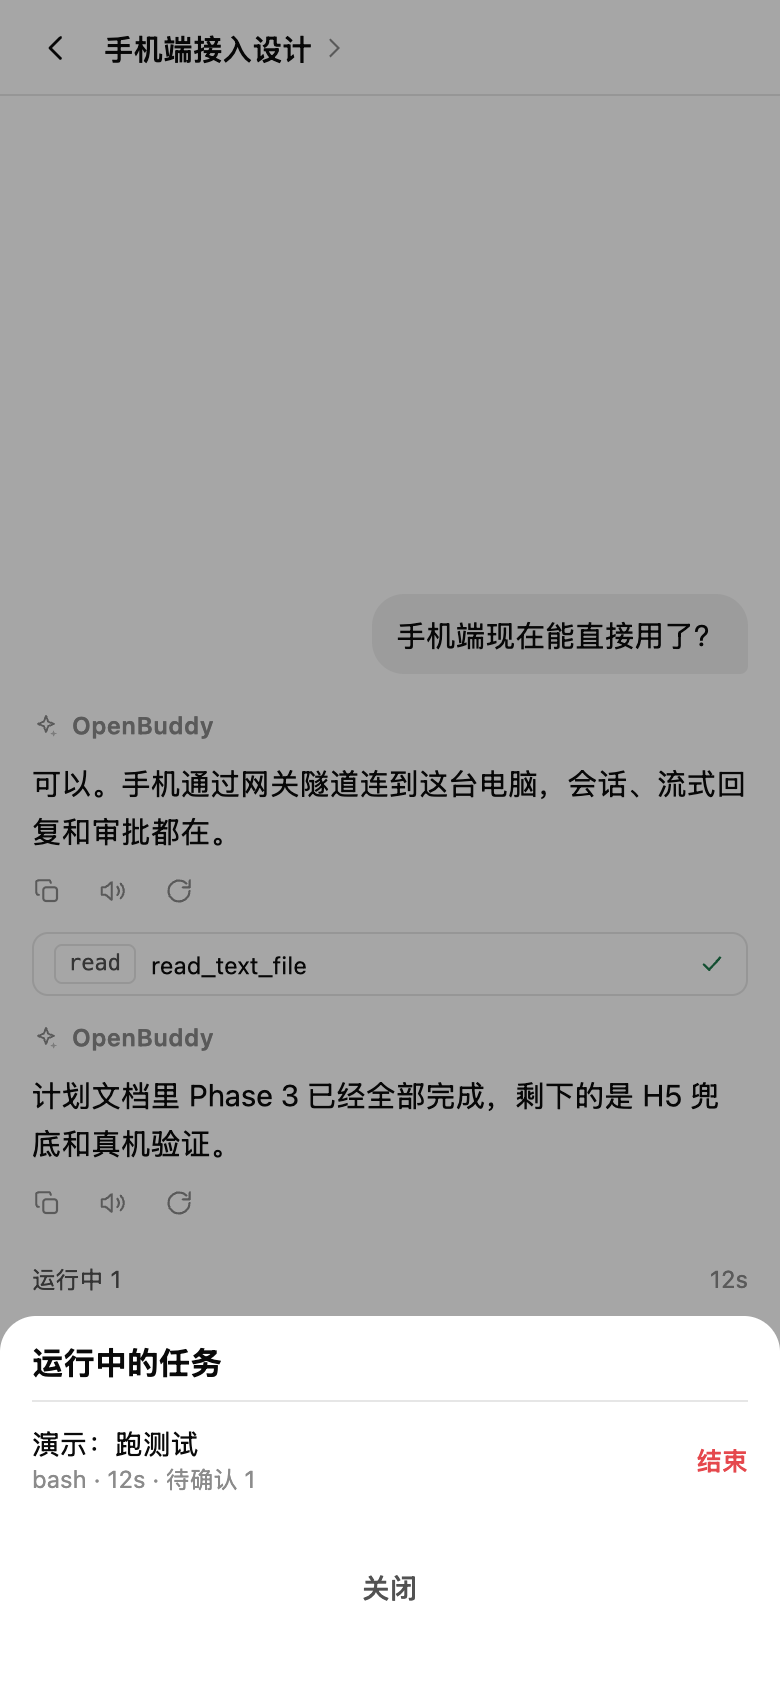 手机端接入设计
手机端现在能直接用了?
OpenBuddy
可以。手机通过网关隧道连到这台电脑，会话、流式回
复和审批都在。
read read_text_file
OpenBuddy
计划文档里 Phase 3 已经全部完成，剩下的是 H5 兜
底和真机验证。
运行中 1 12s
运行中的任务
演示：跑测试
bash · 12s · 待确认 1
结束
关闭